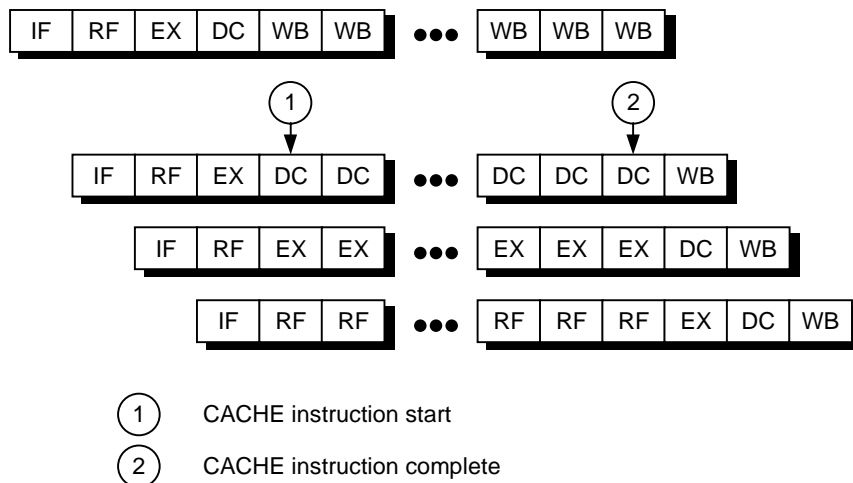 IF RF EX DC WB WB ●●● WB WB WB
1 2
IF RF EX DC DC ●●● DC DC DC WB
IF RF EX EX ●●● EX EX EX DC WB
IF RF RF ●●● RF RF RF EX DC WB
1 CACHE instruction start
2 CACHE instruction complete